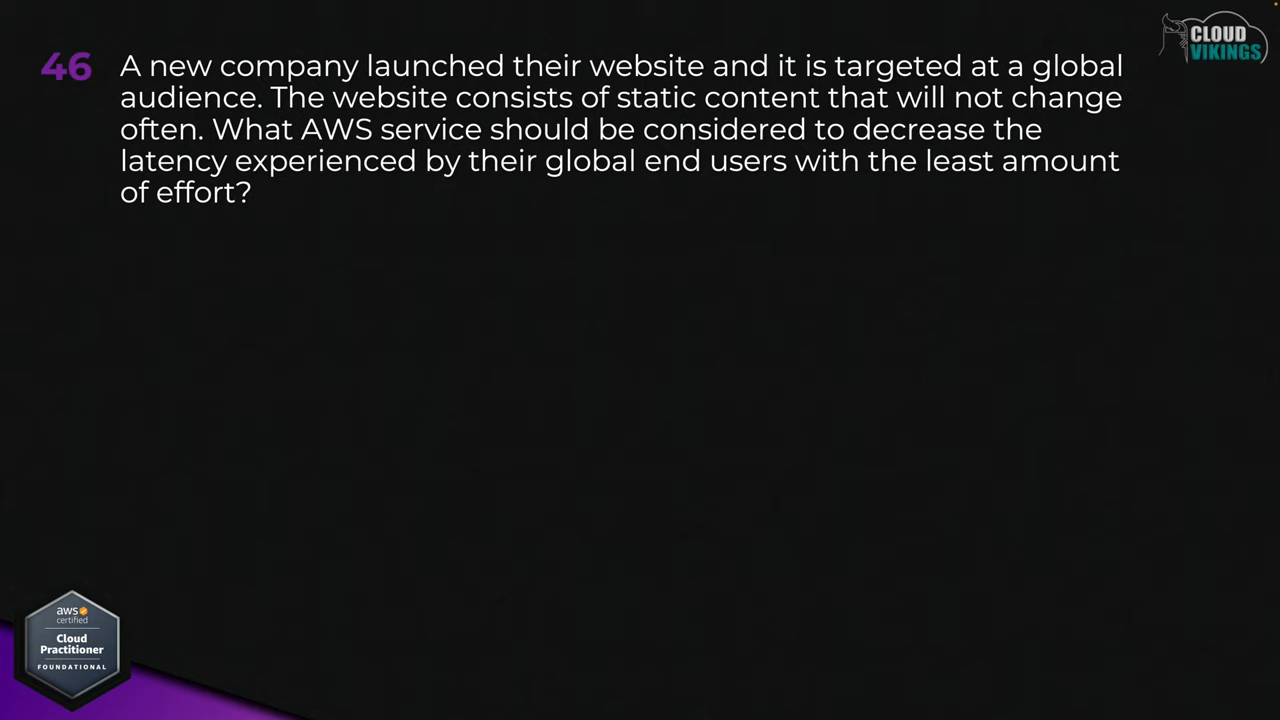 CLOUD
VIKINGS
46 A new company launched their website and it is targeted at a global
audience. The website consists of static content that will not change
often. What AWS service should be considered to decrease the
latency experienced by their global end users with the least amount
of effort?
aws
certified
Cloud
Practitioner
FOUNDATIONAL